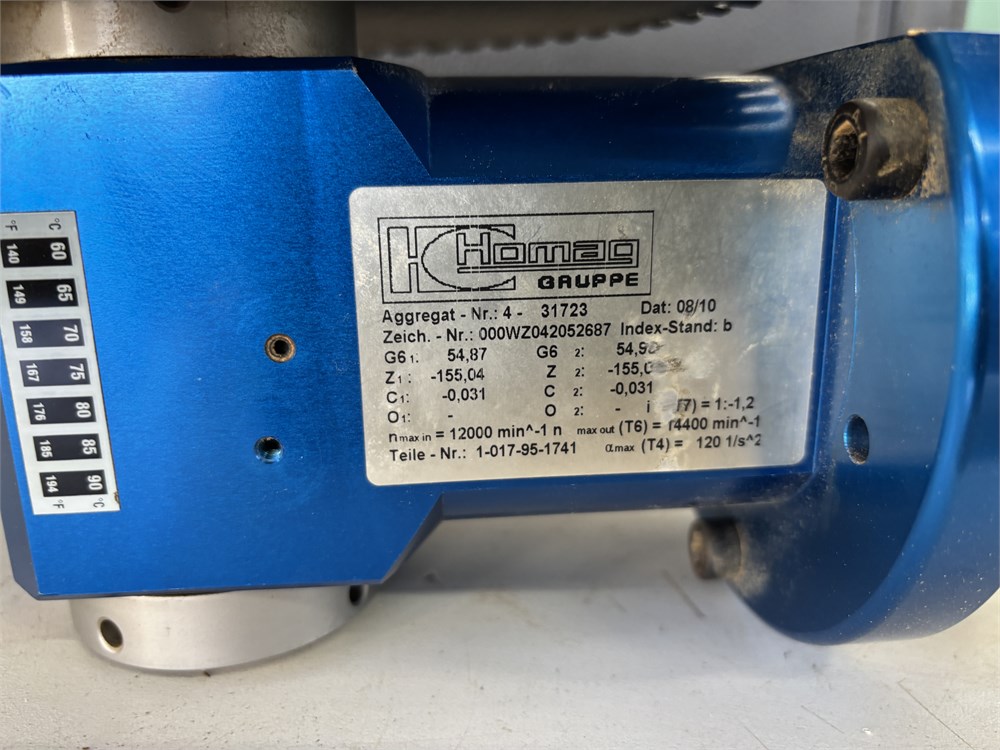 HC Homag
GRUPPE
Aggregat - Nr.: 4 - 31723 Dat: 08/10
Zeich. - Nr.: 000WZ042052687 Index-Stand: b
G6 1: 54,87 G6 2:
Z 1: -155,04 Z 2:
C 1: -0,031 C 2: -0,031
O 1: - O 2: - i = 1:-1,2
n max in = 12000 min^-1 n max out (T6) = 14400 min^-1
Teile - Nr.: 1-017-95-1741 αmax (T4) = 120 1/s^2
°F °C
140 60
149 65
158 70
167 75
176 80
185 85
194 90
°F °C